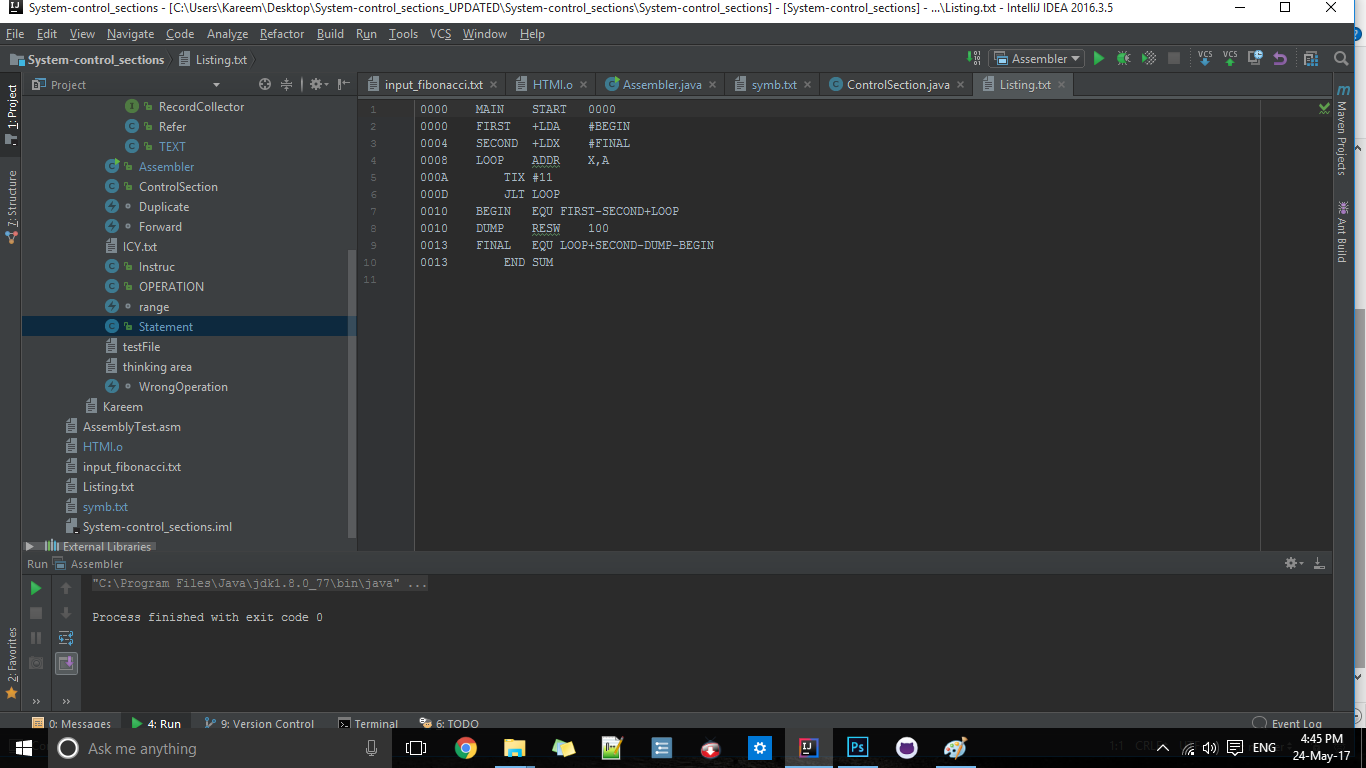 System-control_sections - [C:\Users\Kareem\Desktop\System-control_sections_UPDATED\System-control_sections\System-control_sections] - [System-control_sections] - ...\Listing.txt - IntelliJ IDEA 2016.3.5
File Edit View Navigate Code Analyze Refactor Build Run Tools VCS Window Help
System-control_sections Listing.txt Assembler VCS VCS
Project input_fibonacci.txt HTMl.o Assembler.java symb.txt ControlSection.java Listing.txt
1: Project
7: Structure
2: Favorites
RecordCollector
Refer
TEXT
Assembler
ControlSection
Duplicate
Forward
ICY.txt
Instruc
OPERATION
range
Statement
testFile
thinking area
WrongOperation
Kareem
AssemblyTest.asm
HTMl.o
input_fibonacci.txt
Listing.txt
symb.txt
System-control_sections.iml
External Libraries
1 0000 MAIN START 0000
2 0000 FIRST +LDA #BEGIN
3 0004 SECOND +LDX #FINAL
4 0008 LOOP ADDR X,A
5 000A TIX #11
6 000D JLT LOOP
7 0010 BEGIN EQU FIRST-SECOND+LOOP
8 0010 DUMP RESW 100
9 0013 FINAL EQU LOOP+SECOND-DUMP-BEGIN
10 0013 END SUM
11
Maven Projects
Ant Build
Run Assembler
"C:\Program Files\Java\jdk1.8.0_77\bin\java" ...
Process finished with exit code 0
0: Messages 4: Run 9: Version Control Terminal 6: TODO Event Log
Ask me anything
ENG
4:45 PM
24-May-17